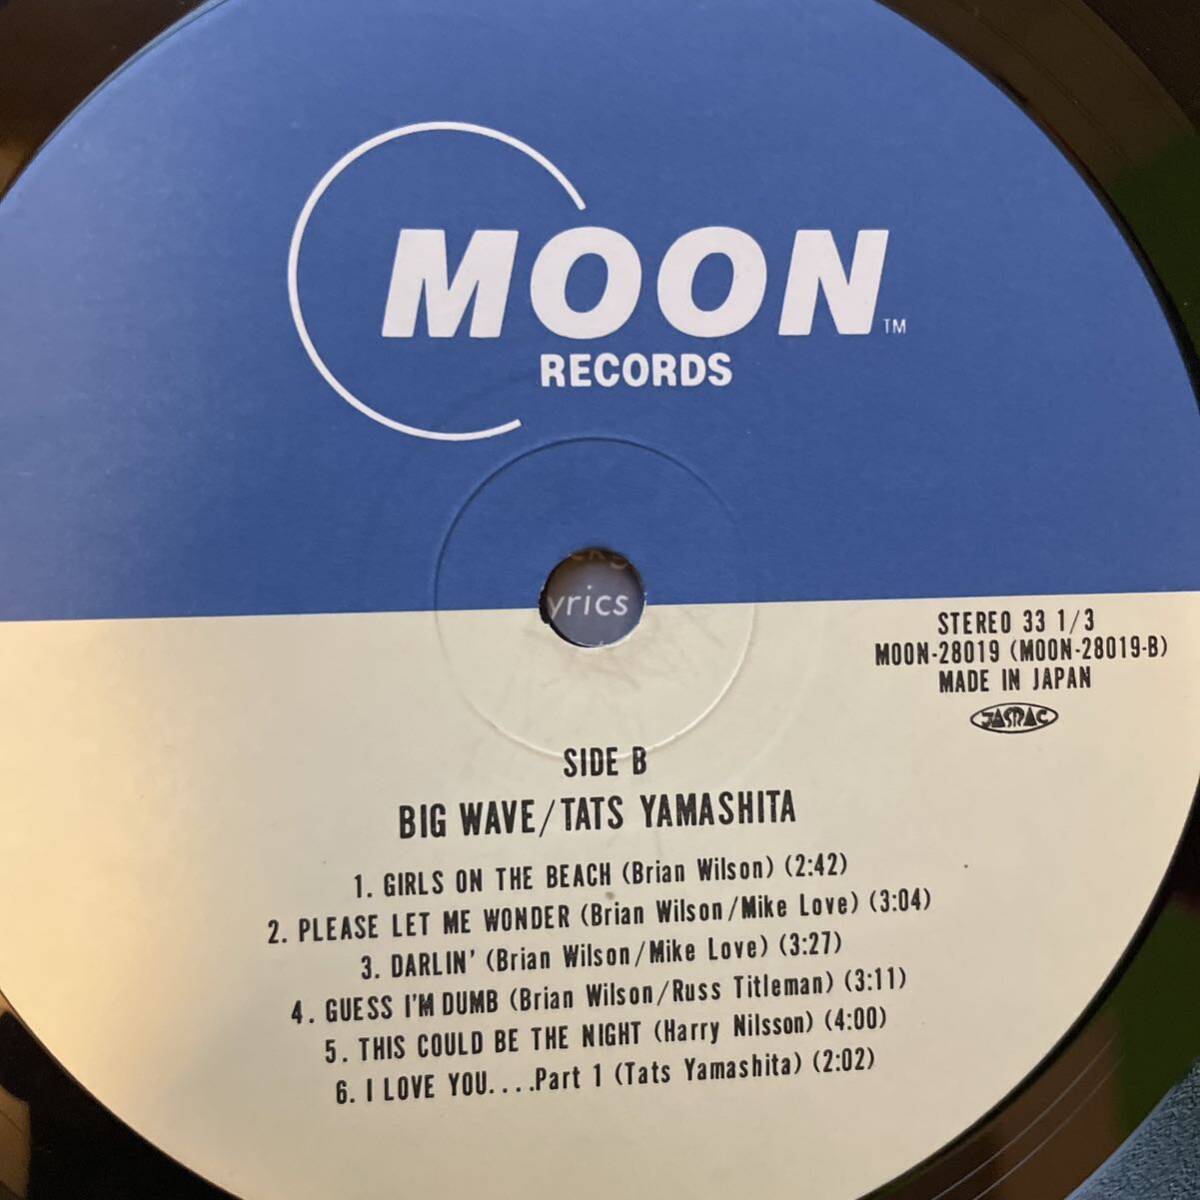 MOON
TM
RECORDS
yrics
STEREO 33 1/3
MOON-28019 (MOON-28019-B)
MADE IN JAPAN
JASRAC
SIDE B
BIG WAVE/TATS YAMASHITA
1. GIRLS ON THE BEACH (Brian Wilson) (2:42)
2. PLEASE LET ME WONDER (Brian Wilson/Mike Love) (3:04)
3. DARLIN' (Brian Wilson/Mike Love) (3:27)
4. GUESS I'M DUMB (Brian Wilson/Russ Titleman) (3:11)
5. THIS COULD BE THE NIGHT (Harry Nilsson) (4:00)
6. I LOVE YOU....Part 1 (Tats Yamashita) (2:02)